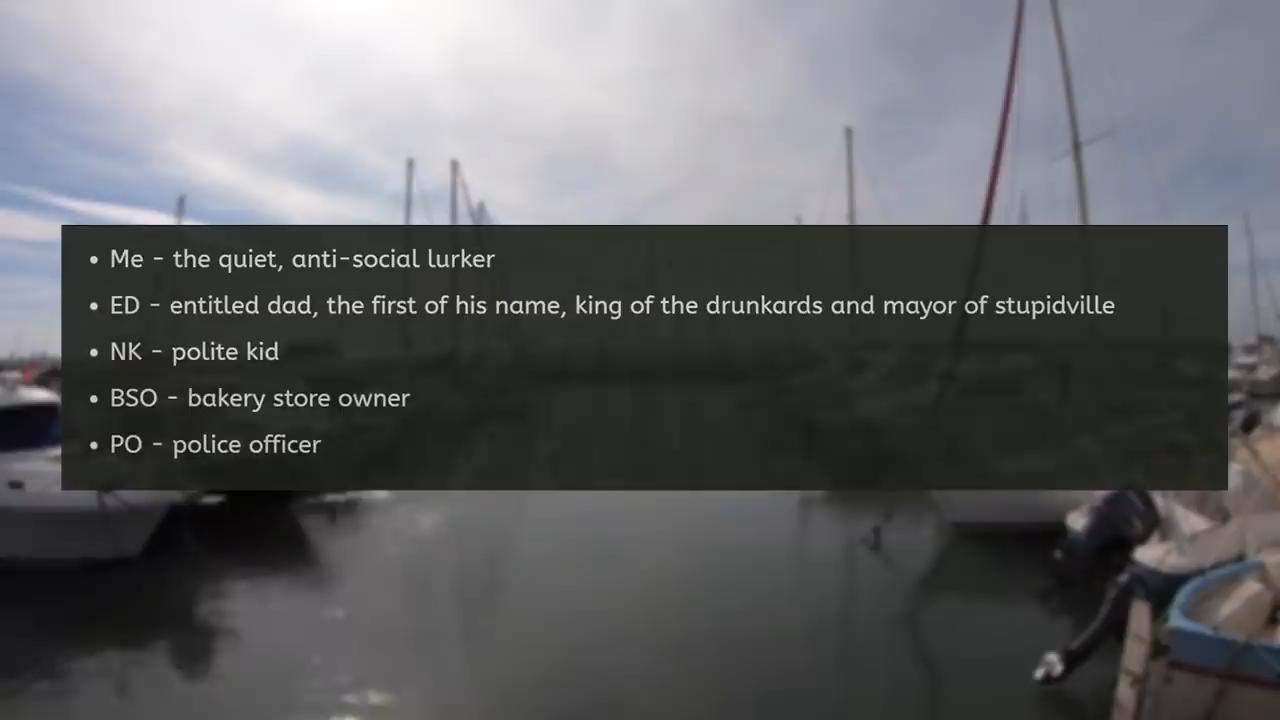 • Me - the quiet, anti-social lurker
• ED - entitled dad, the first of his name, king of the drunkards and mayor of stupidville
• NK - polite kid
• BSO - bakery store owner
• PO - police officer